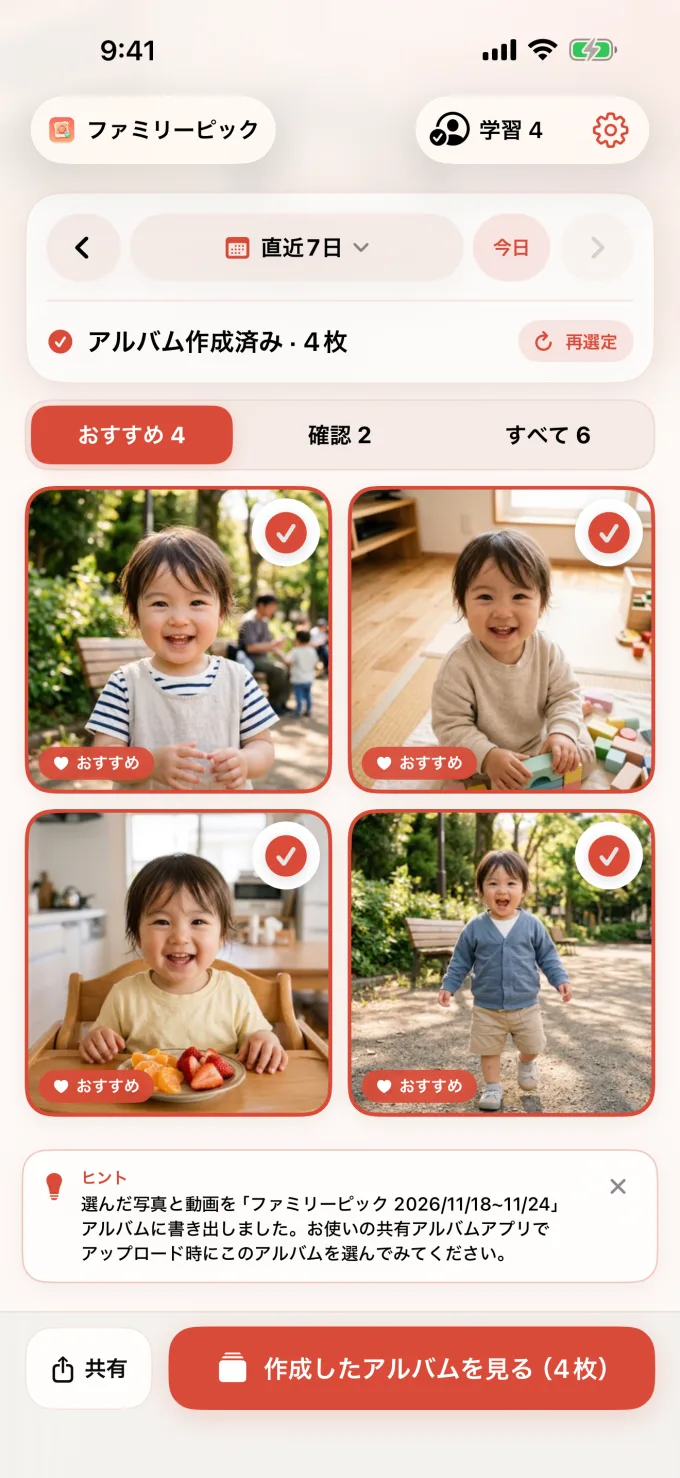 9:41
ファミリーピック
学習 4
直近7日
今日
アルバム作成済み · 4枚
再選定
おすすめ 4
確認 2
すべて 6
おすすめ
おすすめ
おすすめ
おすすめ
ヒント
選んだ写真と動画を「ファミリーピック 2026/11/18~11/24」
アルバムに書き出しました。お使いの共有アルバムアプリで
アップロード時にこのアルバムを選んでみてください。
共有
作成したアルバムを見る（4枚）